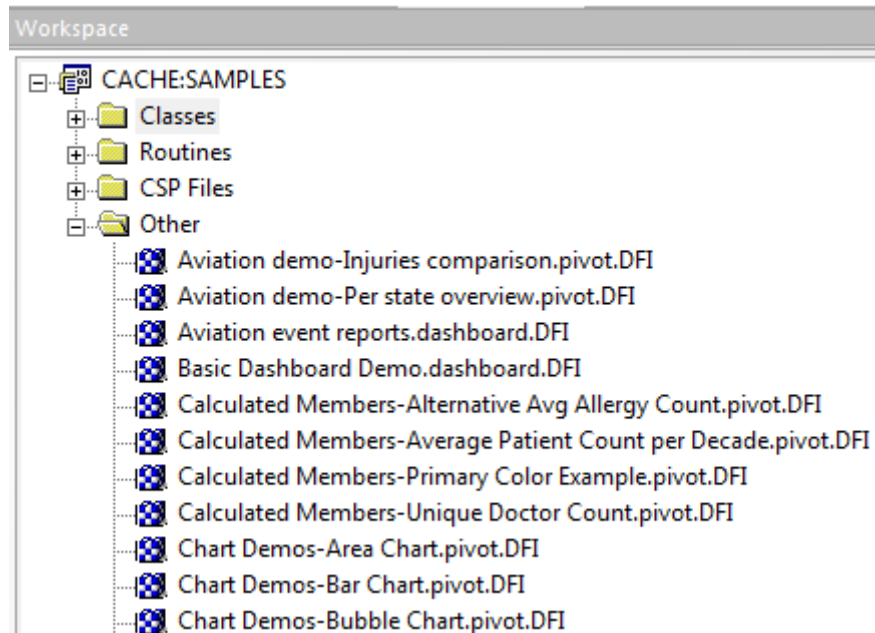 Workspace
CACHE:SAMPLES
Classes
Routines
CSP Files
Other
Aviation demo-Injuries comparison.pivot.DFI
Aviation demo-Per state overview.pivot.DFI
Aviation event reports.dashboard.DFI
Basic Dashboard Demo.dashboard.DFI
Calculated Members-Alternative Avg Allergy Count.pivot.DFI
Calculated Members-Average Patient Count per Decade.pivot.DFI
Calculated Members-Primary Color Example.pivot.DFI
Calculated Members-Unique Doctor Count.pivot.DFI
Chart Demos-Area Chart.pivot.DFI
Chart Demos-Bar Chart.pivot.DFI
Chart Demos-Bubble Chart.pivot.DFI